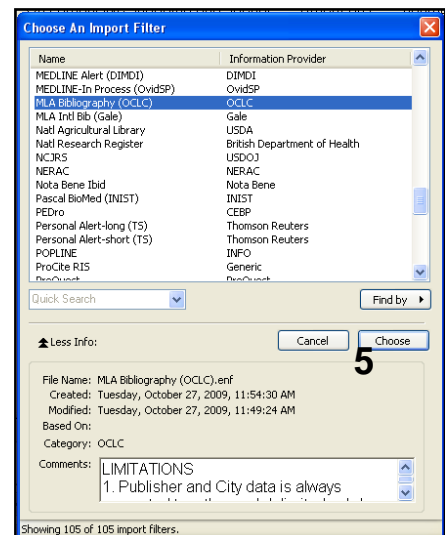 Choose An Import Filter
Name Information Provider
MEDLINE Alert (DIMDI) DIMDI
MEDLINE-In Process (OvidSP) OvidSP
MLA Bibliography (OCLC) OCLC
MLA Intl Bib (Gale) Gale
Natl Agricultural Library USDA
Natl Research Register British Department of Health
NCJRS USDOJ
NERAC NERAC
Nota Bene Ibid Nota Bene
Pascal BioMed (INIST) INIST
PEDro CEBP
Personal Alert-long (TS) Thomson Reuters
Personal Alert-short (TS) Thomson Reuters
POPLINE INFO
ProCite RIS Generic
ProQuest ProQuest
Quick Search Find by
Less Info: Cancel Choose
5
File Name: MLA Bibliography (OCLC).enf
Created: Tuesday, October 27, 2009, 11:54:30 AM
Modified: Tuesday, October 27, 2009, 11:49:24 AM
Based On:
Category: OCLC
Comments: LIMITATIONS
1. Publisher and City data is always
Showing 105 of 105 import filters.